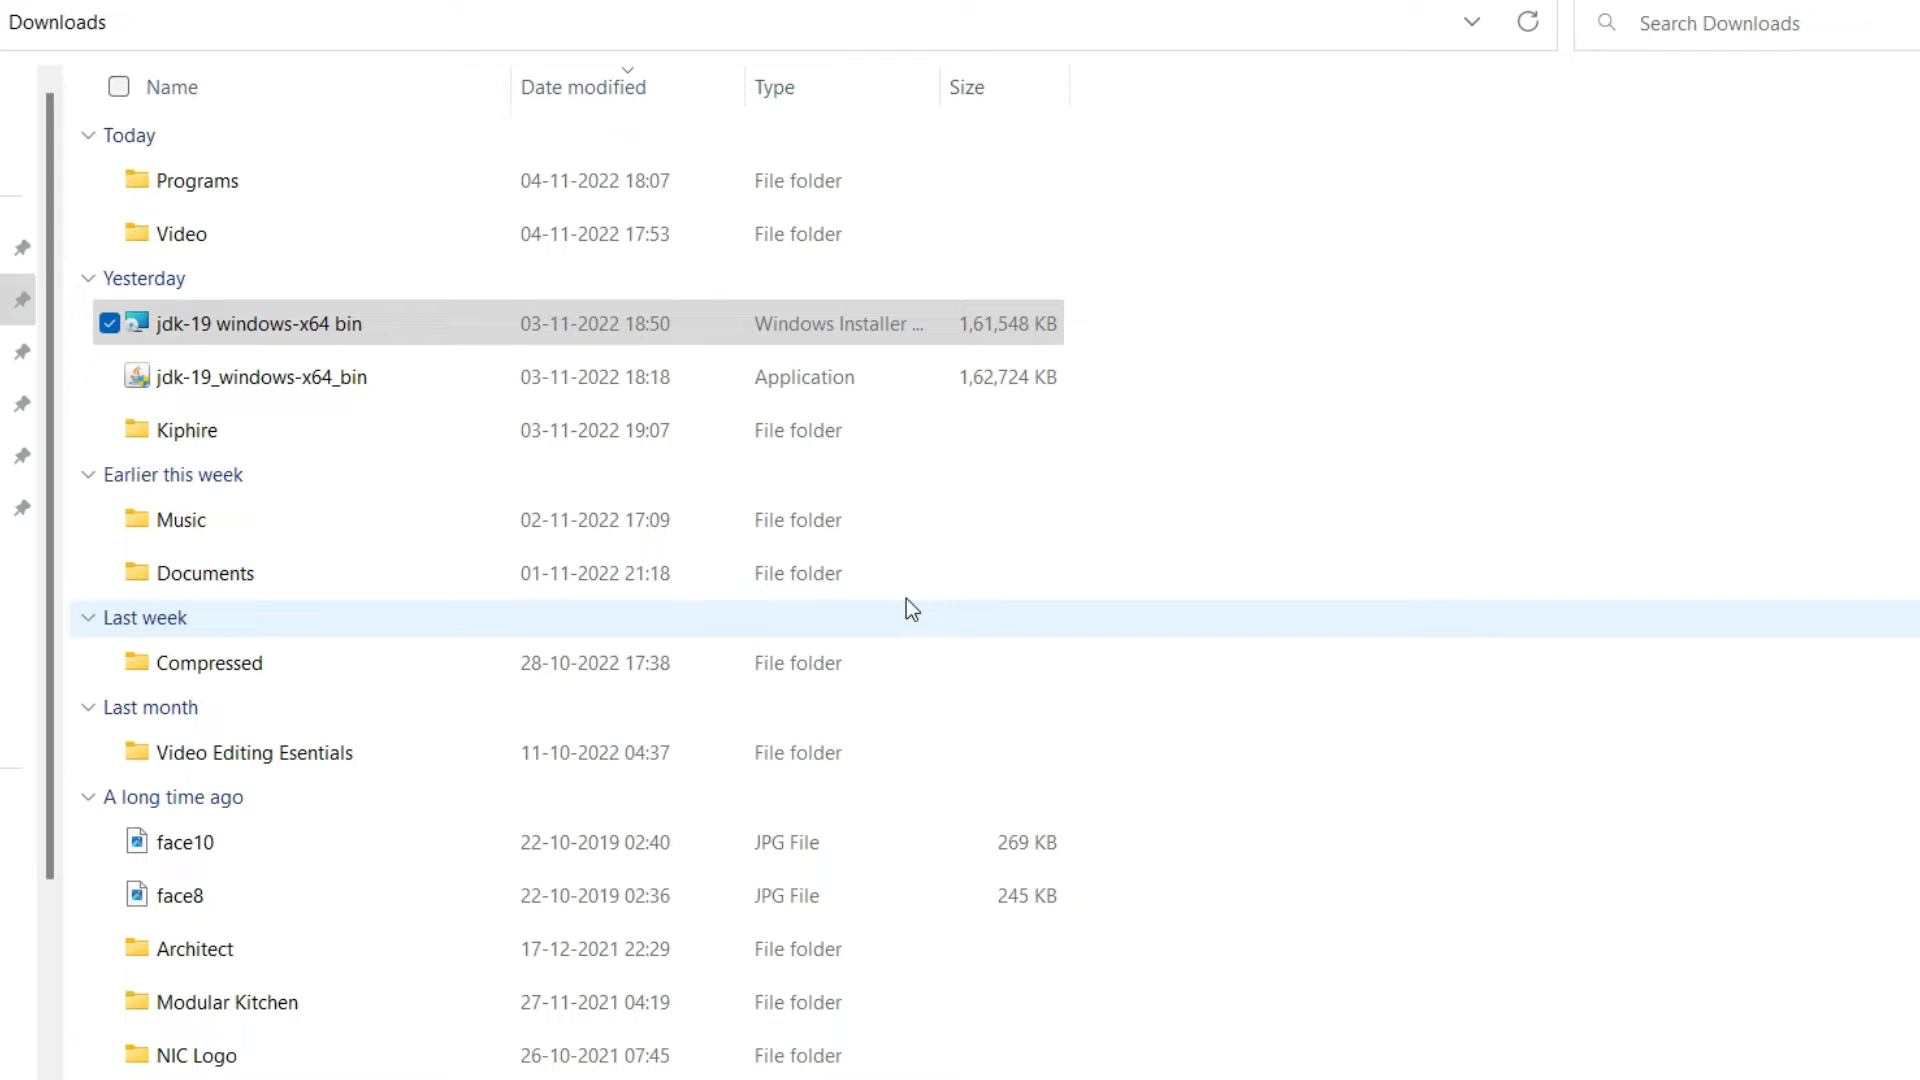 Downloads
Search Downloads
Name Date modified Type Size
Today
Programs 04-11-2022 18:07 File folder
Video 04-11-2022 17:53 File folder
Yesterday
jdk-19 windows-x64 bin 03-11-2022 18:50 Windows Installer ... 1,61,548 KB
jdk-19_windows-x64_bin 03-11-2022 18:18 Application 1,62,724 KB
Kiphire 03-11-2022 19:07 File folder
Earlier this week
Music 02-11-2022 17:09 File folder
Documents 01-11-2022 21:18 File folder
Last week
Compressed 28-10-2022 17:38 File folder
Last month
Video Editing Esentials 11-10-2022 04:37 File folder
A long time ago
face10 22-10-2019 02:40 JPG File 269 KB
face8 22-10-2019 02:36 JPG File 245 KB
Architect 17-12-2021 22:29 File folder
Modular Kitchen 27-11-2021 04:19 File folder
NIC Logo 26-10-2021 07:45 File folder